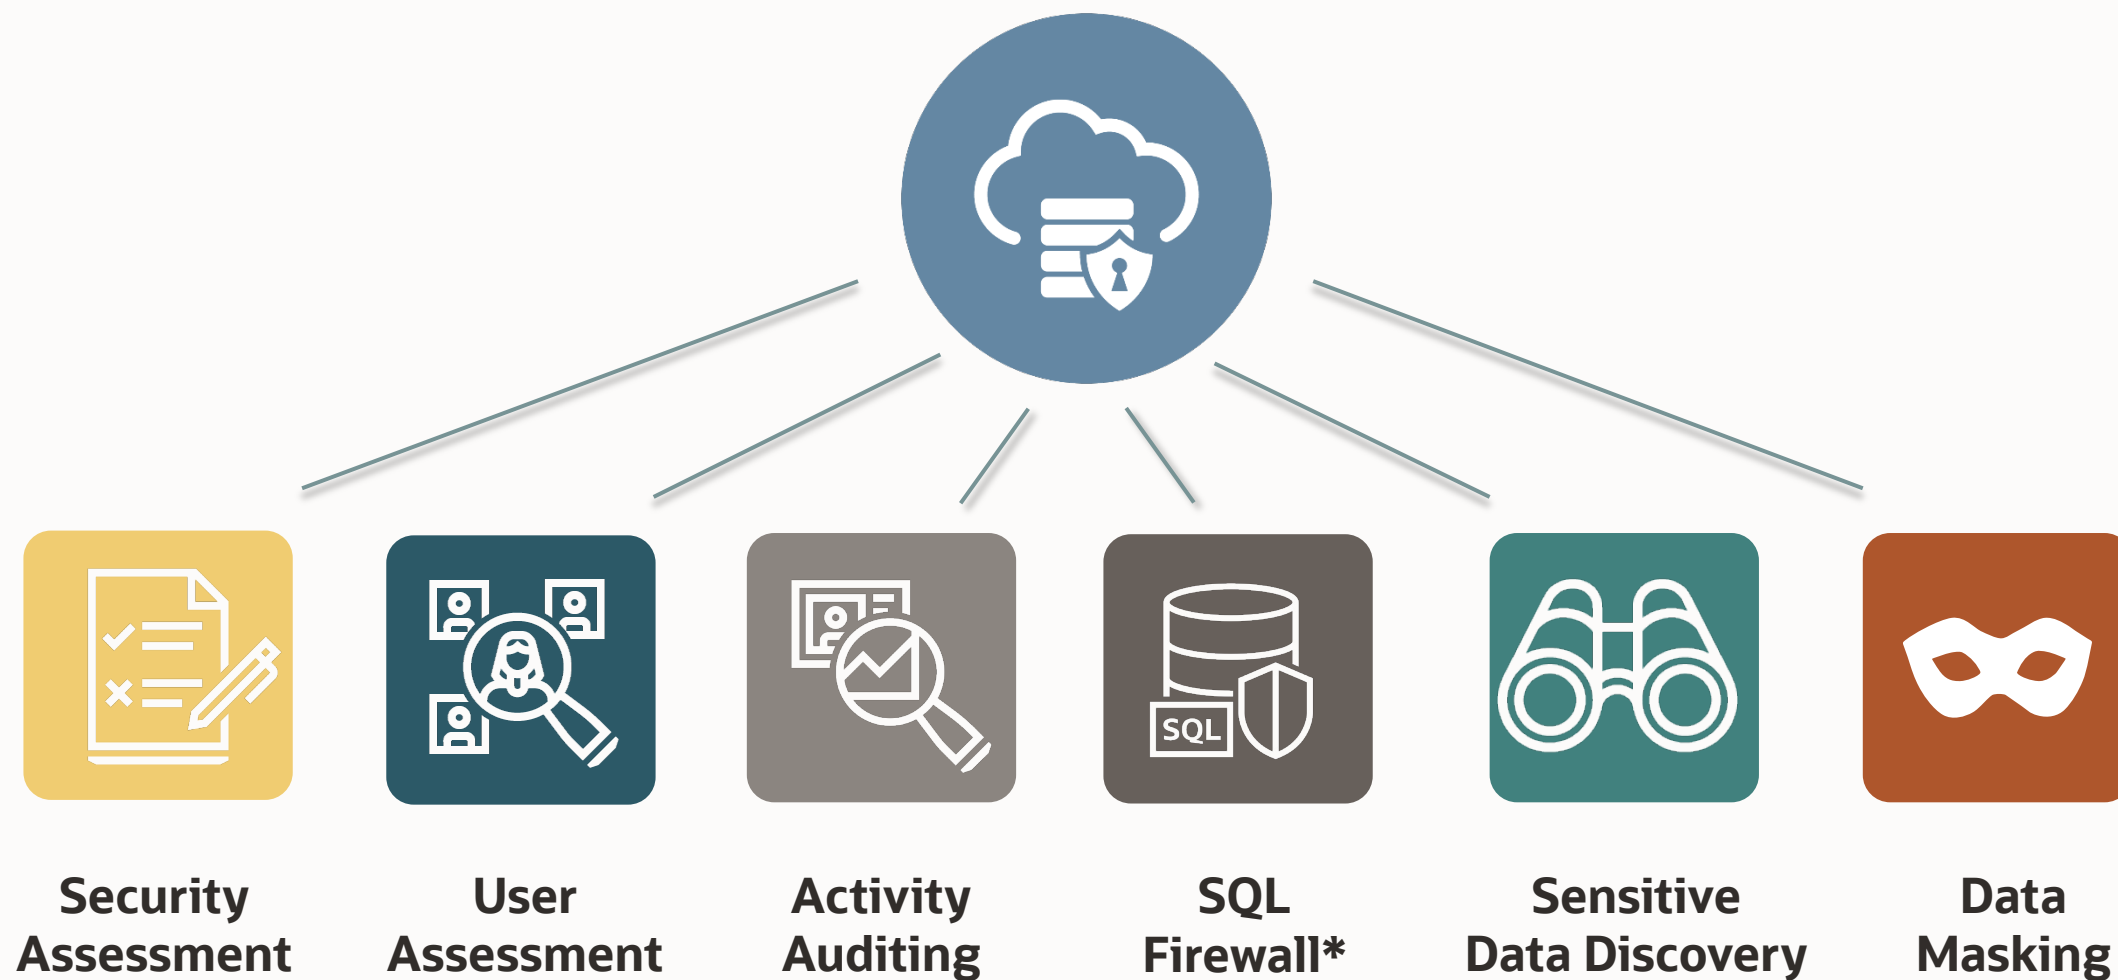 SQL
Security
Assessment
User
Assessment
Activity
Auditing
SQL
Firewall*
Sensitive
Data Discovery
Data
Masking